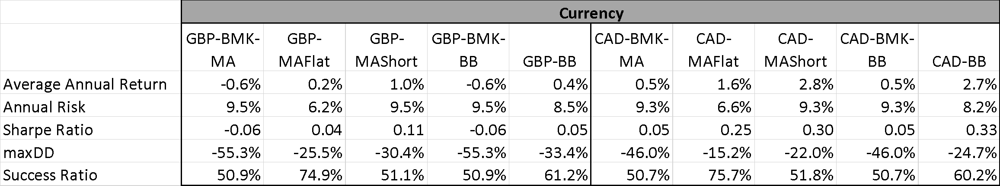 Currency
GBP-BMK-MA GBP-MAFlat GBP-MAShort GBP-BMK-BB GBP-BB CAD-BMK-MA CAD-MAFlat CAD-MAShort CAD-BMK-BB CAD-BB
Average Annual Return -0.6% 0.2% 1.0% -0.6% 0.4% 0.5% 1.6% 2.8% 0.5% 2.7%
Annual Risk 9.5% 6.2% 9.5% 9.5% 8.5% 9.3% 6.6% 9.3% 9.3% 8.2%
Sharpe Ratio -0.06 0.04 0.11 -0.06 0.05 0.05 0.25 0.30 0.05 0.33
maxDD -55.3% -25.5% -30.4% -55.3% -33.4% -46.0% -15.2% -22.0% -46.0% -24.7%
Success Ratio 50.9% 74.9% 51.1% 50.9% 61.2% 50.7% 75.7% 51.8% 50.7% 60.2%